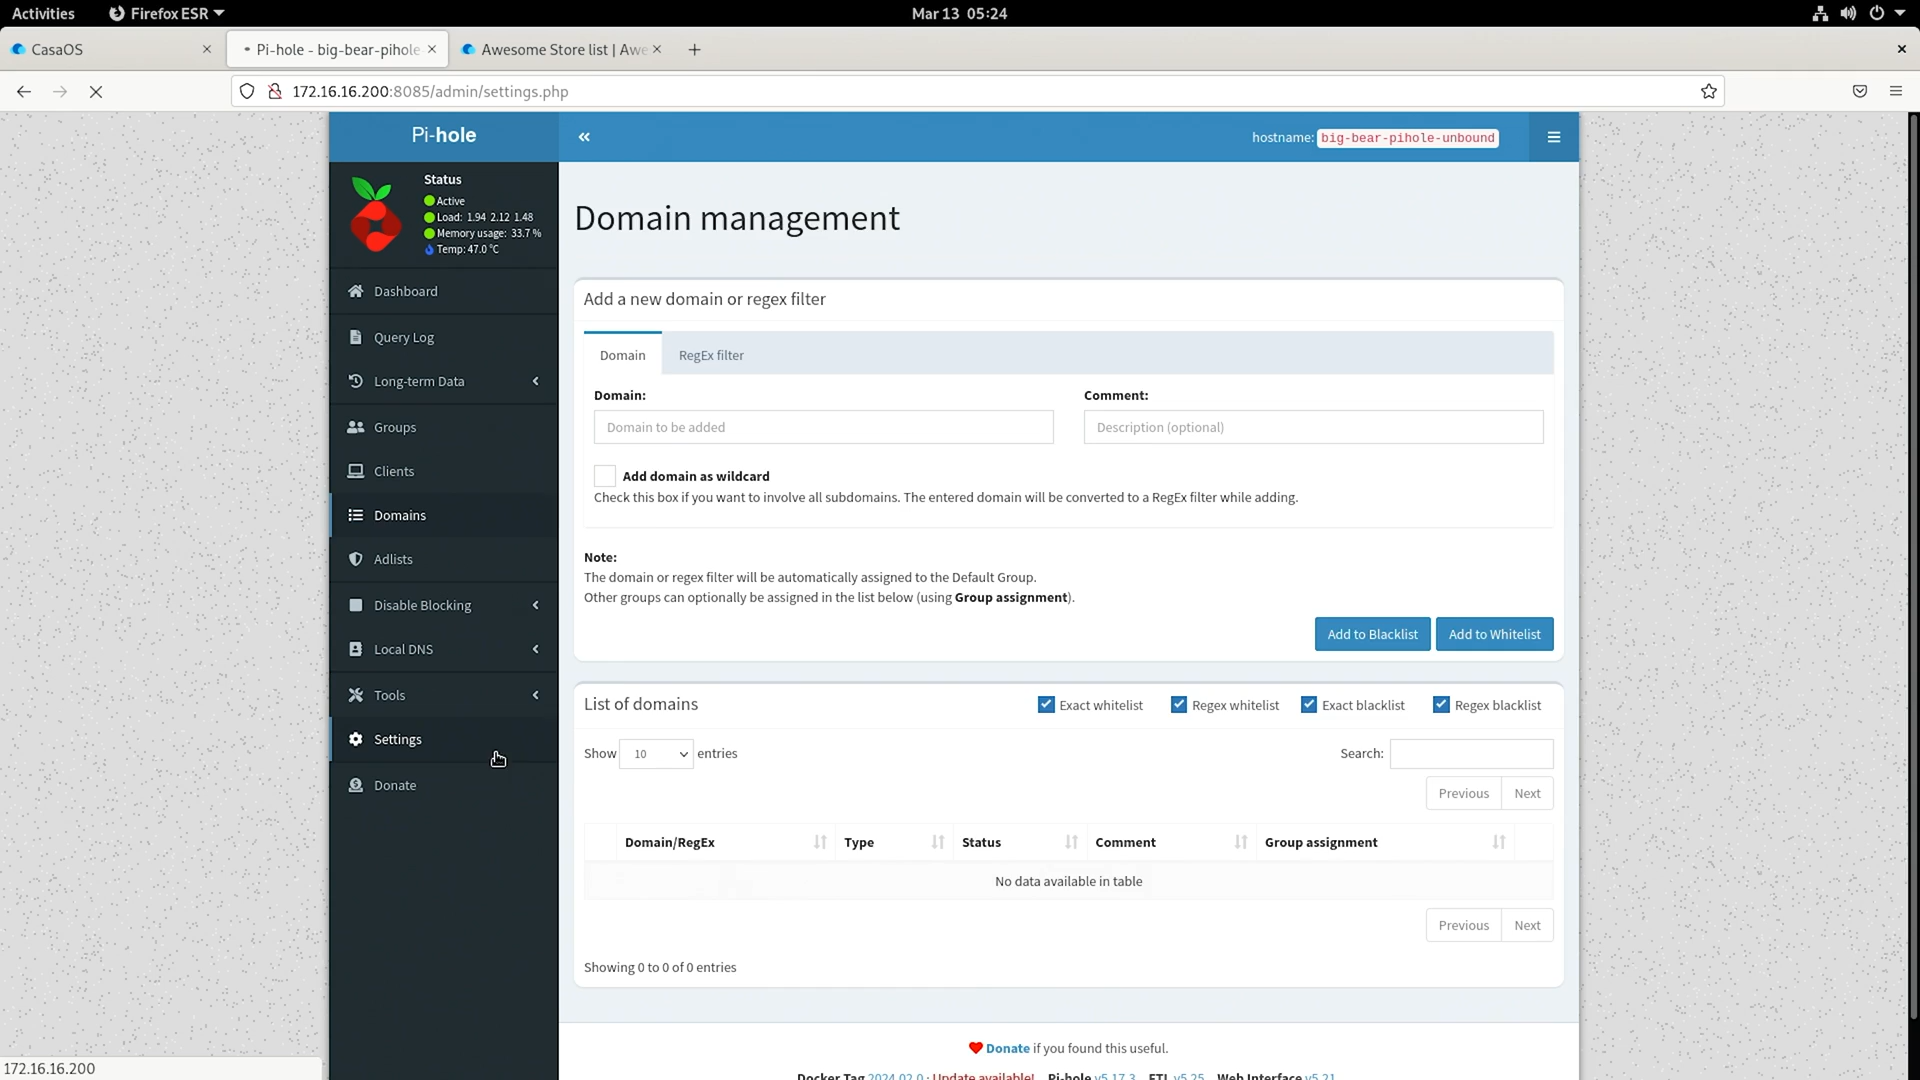 Activities
Firefox ESR
Mar 13 05:24
CasaOS
Pi-hole - big-bear-pihole
Awesome Store list | Awe
172.16.16.200:8085/admin/settings.php
Pi-hole
hostname: big-bear-pihole-unbound
Status
Active
Load: 1.94 2.12 1.48
Memory usage: 33.7 %
Temp: 47.0 °C
Dashboard
Query Log
Long-term Data
Groups
Clients
Domains
Adlists
Disable Blocking
Local DNS
Tools
Settings
Donate
Domain management
Add a new domain or regex filter
Domain RegEx filter
Domain: Comment:
Domain to be added Description (optional)
Add domain as wildcard
Check this box if you want to involve all subdomains. The entered domain will be converted to a RegEx filter while adding.
Note:
The domain or regex filter will be automatically assigned to the Default Group.
Other groups can optionally be assigned in the list below (using Group assignment).
Add to Blacklist Add to Whitelist
List of domains Exact whitelist Regex whitelist Exact blacklist Regex blacklist
Show 10 entries Search:
Previous Next
Domain/RegEx Type Status Comment Group assignment
No data available in table
Previous Next
Showing 0 to 0 of 0 entries
Donate if you found this useful.
Docker Tag 2024.02.0 · Update available! Pi-hole v5.17.3 FTL v5.25 Web Interface v5.21
172.16.16.200